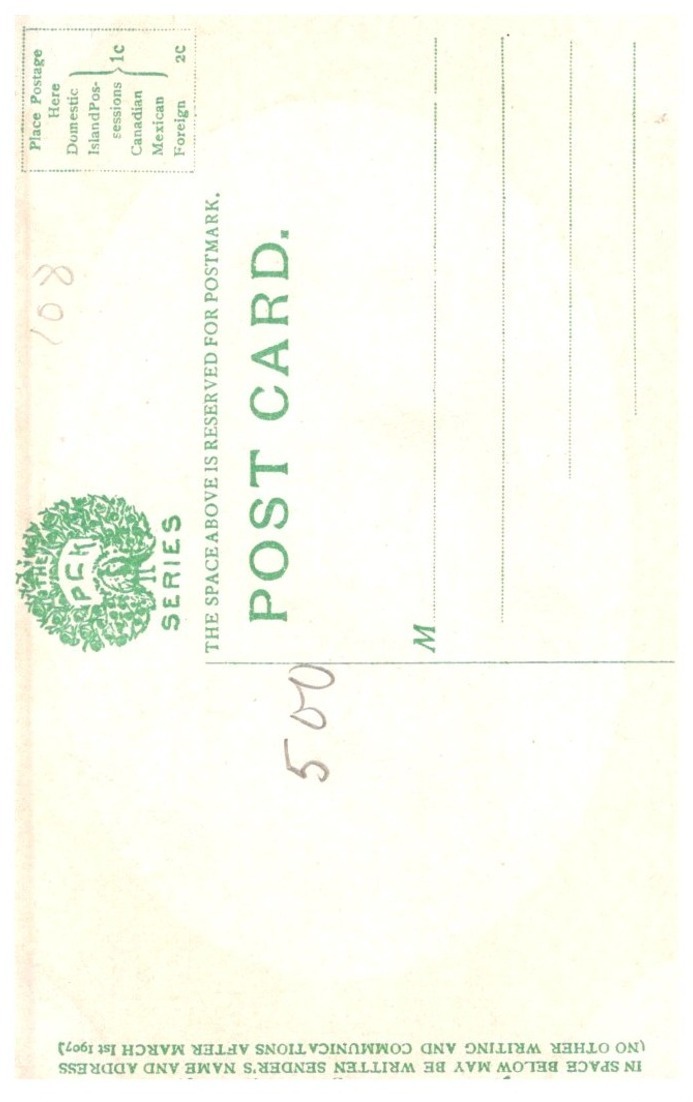 THE
PCK
SERIES
Place Postage
Here
Domestic
IslandPos-
sessions
Canadian
Mexican
1c
Foreign 2c
108
THE SPACE ABOVE IS RESERVED FOR POSTMARK.
POST CARD.
M
500
IN SPACE BELOW MAY BE WRITTEN SENDER'S NAME AND ADDRESS
(NO OTHER WRITING AND COMMUNICATIONS AFTER MARCH 1st 1907)